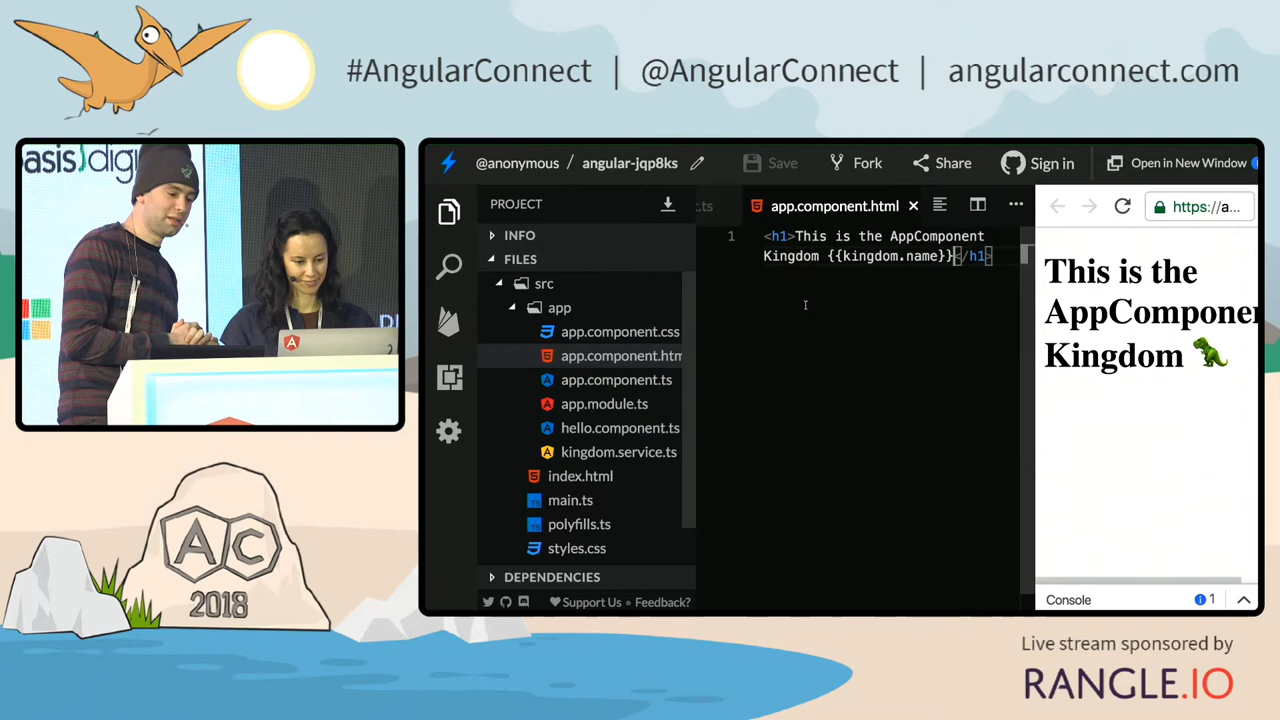 #AngularConnect | @AngularConnect | angularconnect.com
asis digi
@anonymous / angular-jqp8ks
Save
Fork
Share
Sign in
Open in New Window
PROJECT
INFO
FILES
src
app
app.component.css
app.component.htm
app.component.ts
app.module.ts
hello.component.ts
kingdom.service.ts
index.html
main.ts
polyfills.ts
styles.css
DEPENDENCIES
Support Us • Feedback?
.ts
app.component.html
1
<h1>This is the AppComponent
Kingdom {{kingdom.name}}</h1>
https://a...
This is the
AppComponer
Kingdom 🦖
Console
1
AC
2018
Live stream sponsored by
RANGLE.IO